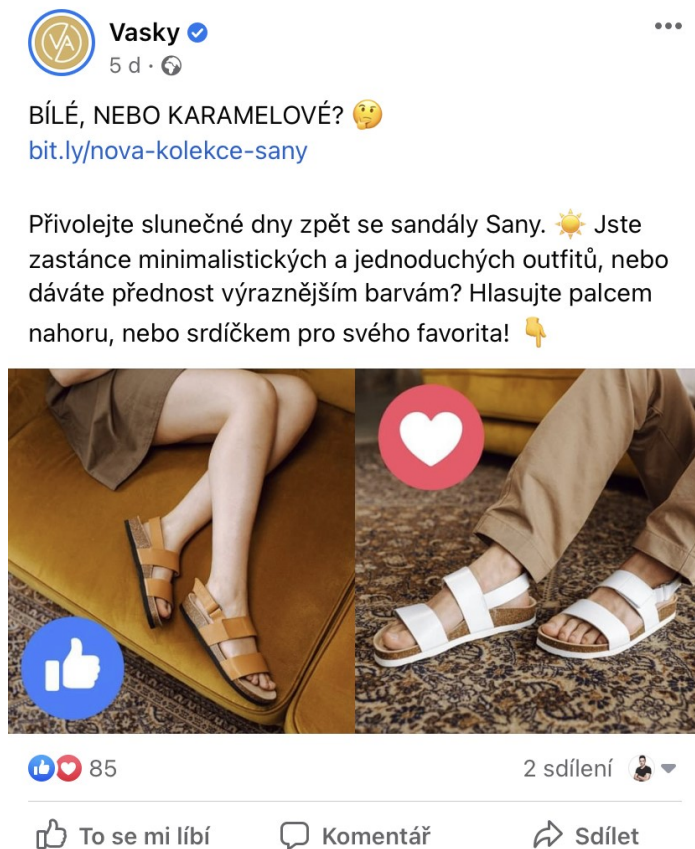 Vasky
5 d ·
BÍLÉ, NEBO KARAMELOVÉ? 🤔
bit.ly/nova-kolekce-sany
Přivolejte slunečné dny zpět se sandály Sany. ☀️ Jste
zastánce minimalistických a jednoduchých outfitů, nebo
dáváte přednost výraznějším barvám? Hlasujte palcem
nahoru, nebo srdíčkem pro svého favorita! 👇
85
2 sdílení
To se mi líbí
Komentář
Sdílet